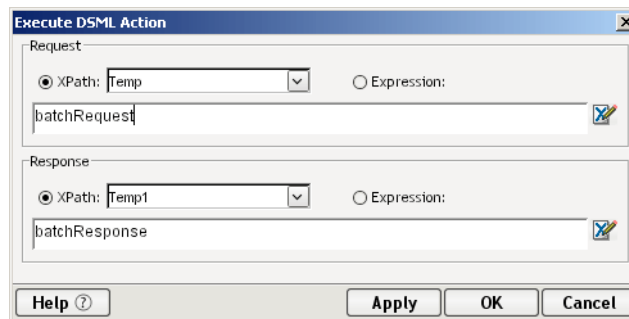 Execute DSML Action
Request
XPath: Temp Expression:
batchRequest
Response
XPath: Temp1 Expression:
batchResponse
Help ? Apply OK Cancel